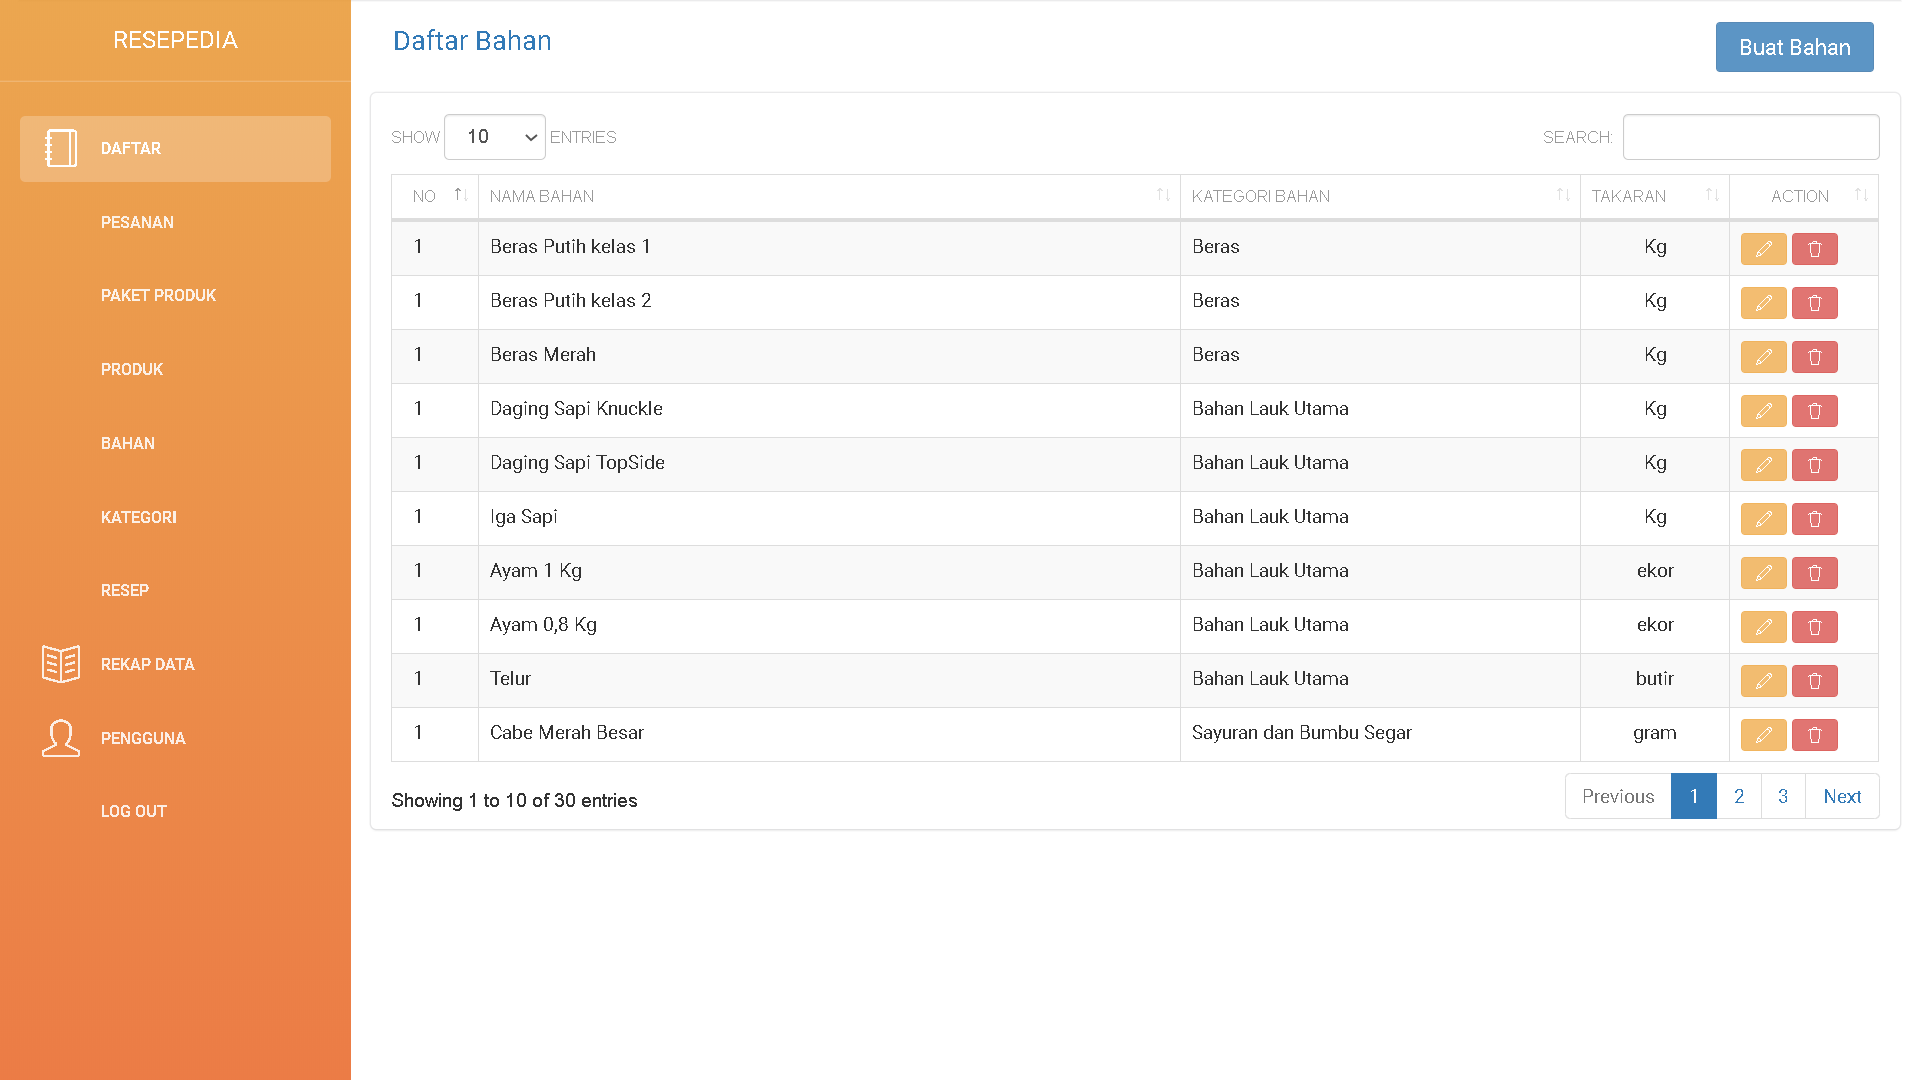 RESEPEDIA
DAFTAR
PESANAN
PAKET PRODUK
PRODUK
BAHAN
KATEGORI
RESEP
REKAP DATA
PENGGUNA
LOG OUT
Daftar Bahan
Buat Bahan
SHOW 10 ENTRIES
SEARCH:
NO NAMA BAHAN KATEGORI BAHAN TAKARAN ACTION
1 Beras Putih kelas 1 Beras Kg
1 Beras Putih kelas 2 Beras Kg
1 Beras Merah Beras Kg
1 Daging Sapi Knuckle Bahan Lauk Utama Kg
1 Daging Sapi TopSide Bahan Lauk Utama Kg
1 Iga Sapi Bahan Lauk Utama Kg
1 Ayam 1 Kg Bahan Lauk Utama ekor
1 Ayam 0,8 Kg Bahan Lauk Utama ekor
1 Telur Bahan Lauk Utama butir
1 Cabe Merah Besar Sayuran dan Bumbu Segar gram
Showing 1 to 10 of 30 entries
Previous 1 2 3 Next